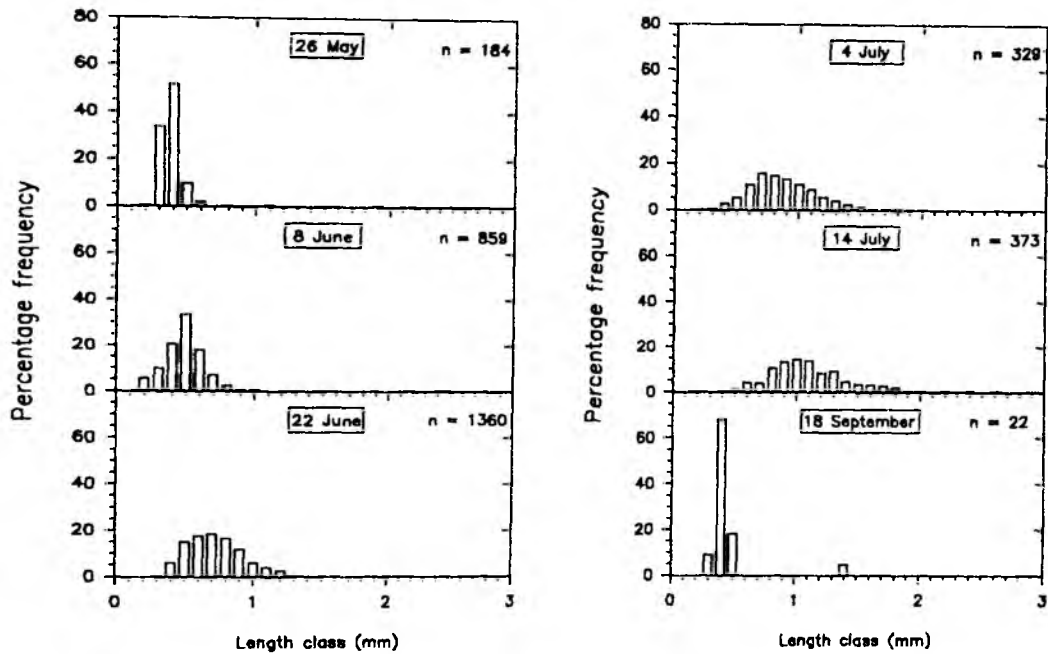 80
60
40
20
0
26 May
n = 184
60
40
20
0
8 June
n = 859
60
40
20
0
22 June
n = 1360
0
1
2
3
Length class (mm)
Percentage frequency
80
60
40
20
0
4 July
n = 329
60
40
20
0
14 July
n = 373
60
40
20
0
18 September
n = 22
0
1
2
3
Length class (mm)
Percentage frequency